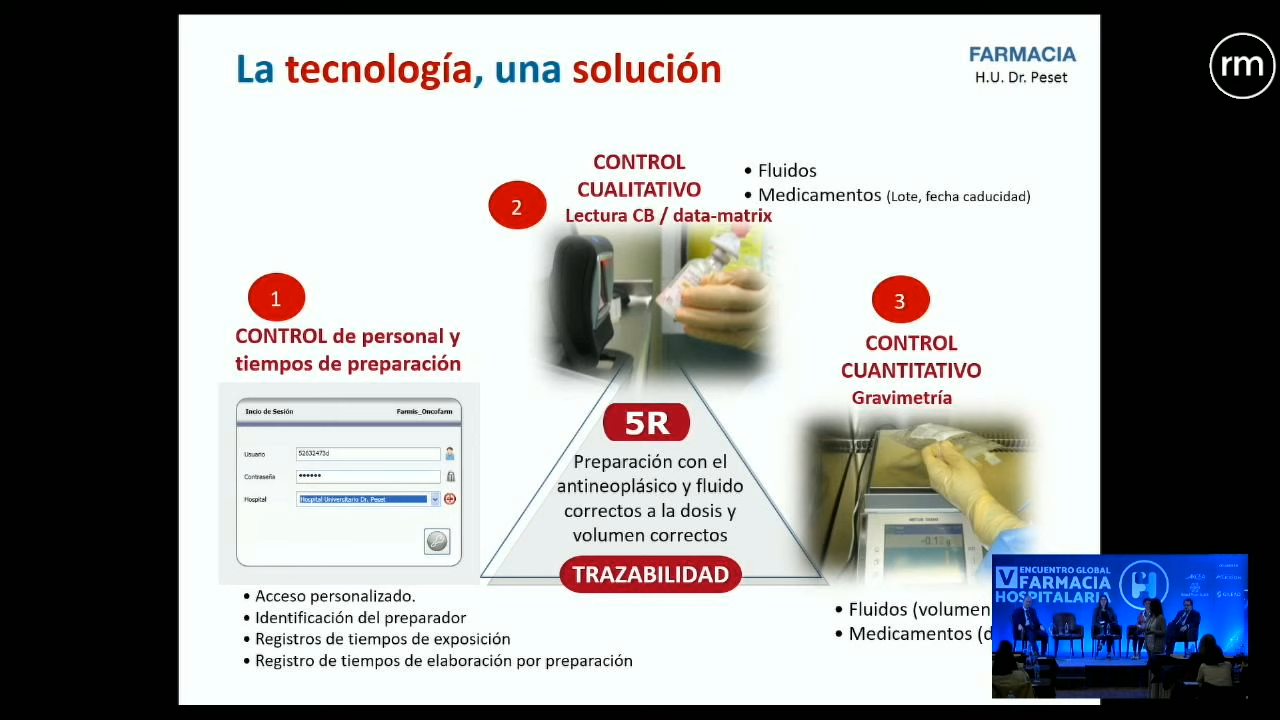 La tecnología, una solución
FARMACIA
H.U. Dr. Peset
rm
CONTROL
CUALITATIVO
Lectura CB / data-matrix
2
• Fluidos
• Medicamentos (Lote, fecha caducidad)
1
CONTROL de personal y
tiempos de preparación
3
CONTROL
CUANTITATIVO
Gravimetría
Incio de Sesión
Farmis_Oncofarm
Usuario
52632473d
Contraseña
••••••
Hospital
Hospital Universitario Dr. Peset
5R
Preparación con el
antineoplásico y fluido
correctos a la dosis y
volumen correctos
TRAZABILIDAD
• Acceso personalizado.
• Identificación del preparador
• Registros de tiempos de exposición
• Registro de tiempos de elaboración por preparación
• Fluidos (volumen
• Medicamentos (d
V ENCUENTRO GLOBAL
FARMACIA
HOSPITALARIA